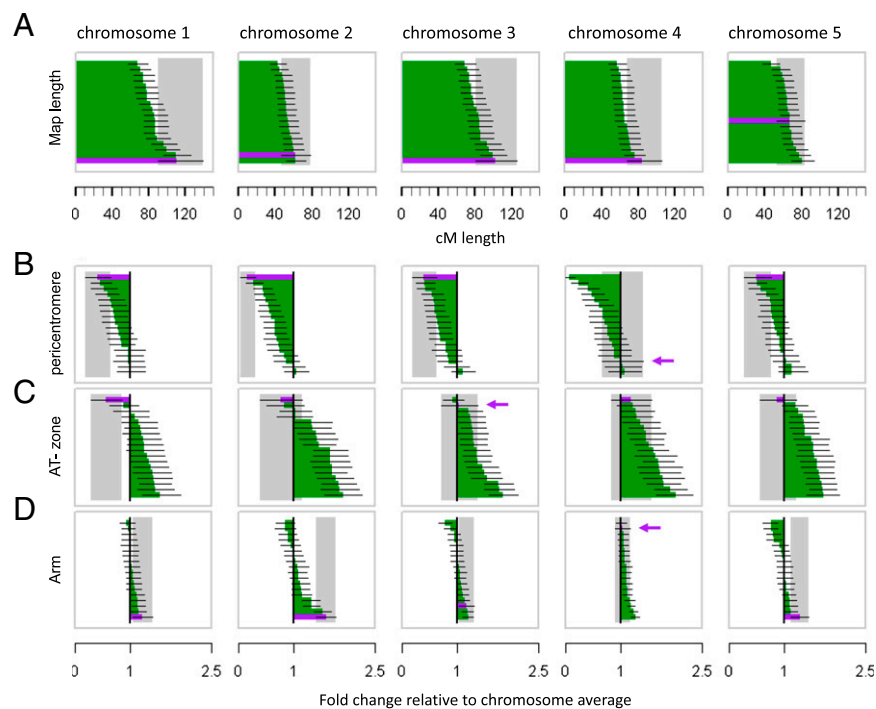 A
chromosome 1 chromosome 2 chromosome 3 chromosome 4 chromosome 5
Map length
0 40 80 120 0 40 80 120 0 40 80 120 0 40 80 120 0 40 80 120
cM length
B
pericentromere
C
AT- zone
D
Arm
0 1 2.5 0 1 2.5 0 1 2.5 0 1 2.5 0 1 2.5
Fold change relative to chromosome average